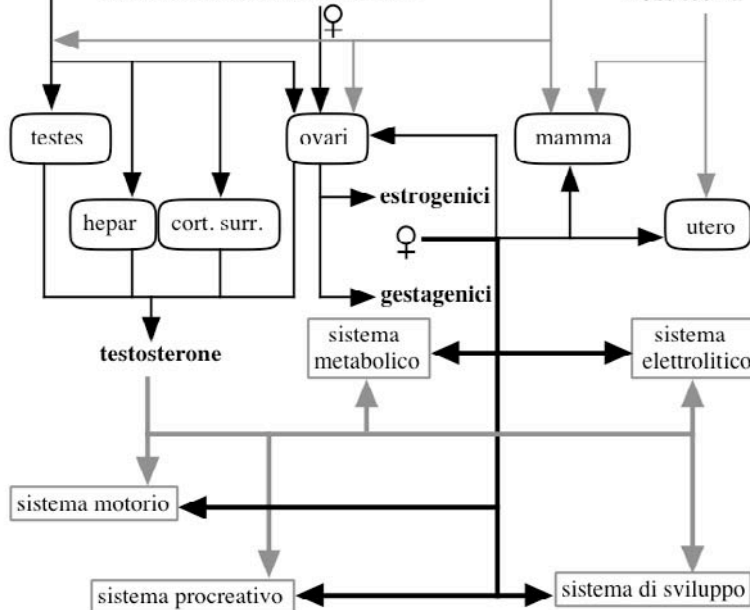 ♀
testes
ovari
mamma
hepar
cort. surr.
estrogenici
utero
♀
gestagenici
testosterone
sistema
metabolico
sistema
elettrolitico
sistema motorio
sistema procreativo
sistema di sviluppo